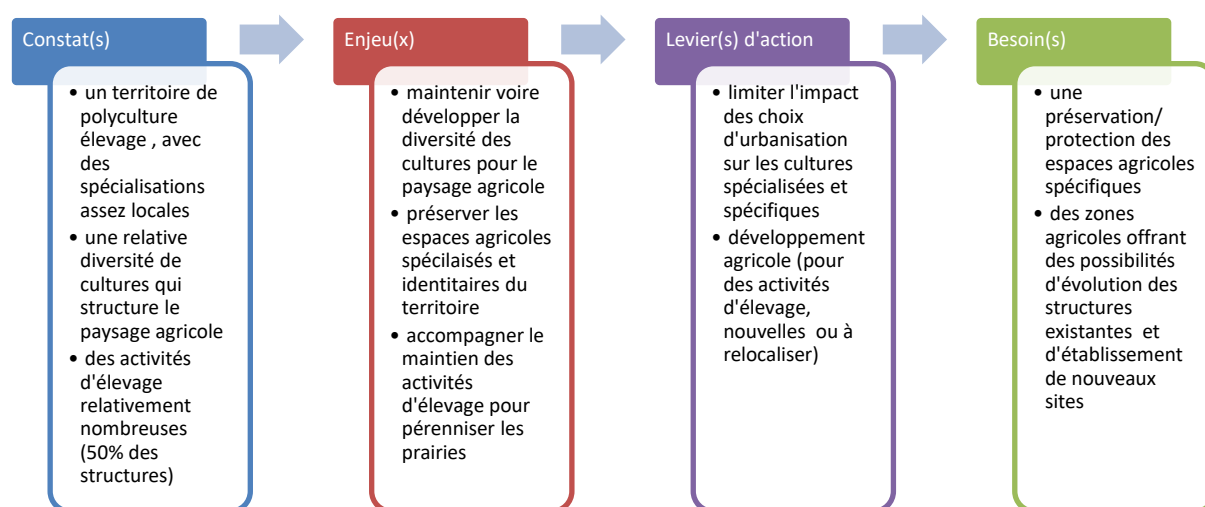 Constat(s)
• un territoire de
polyculture
élevage , avec
des
spécialisations
assez locales
• une relative
diversité de
cultures qui
structure le
paysage agricole
• des activités
d'élevage
relativement
nombreuses
(50% des
structures)
Enjeu(x)
• maintenir voire
développer la
diversité des
cultures pour le
paysage agricole
• préserver les
espaces agricoles
spécilaisés et
identitaires du
territoire
• accompagner le
maintien des
activités
d'élevage pour
pérenniser les
prairies
Levier(s) d'action
• limiter l'impact
des choix
d'urbanisation
sur les cultures
spécialisées et
spécifiques
• développement
agricole (pour
des activités
d'élevage,
nouvelles ou à
relocaliser)
Besoin(s)
• une
préservation/
protection des
espaces agricoles
spécifiques
• des zones
agricoles offrant
des possibilités
d'évolution des
structures
existantes et
d'établissement
de nouveaux
sites